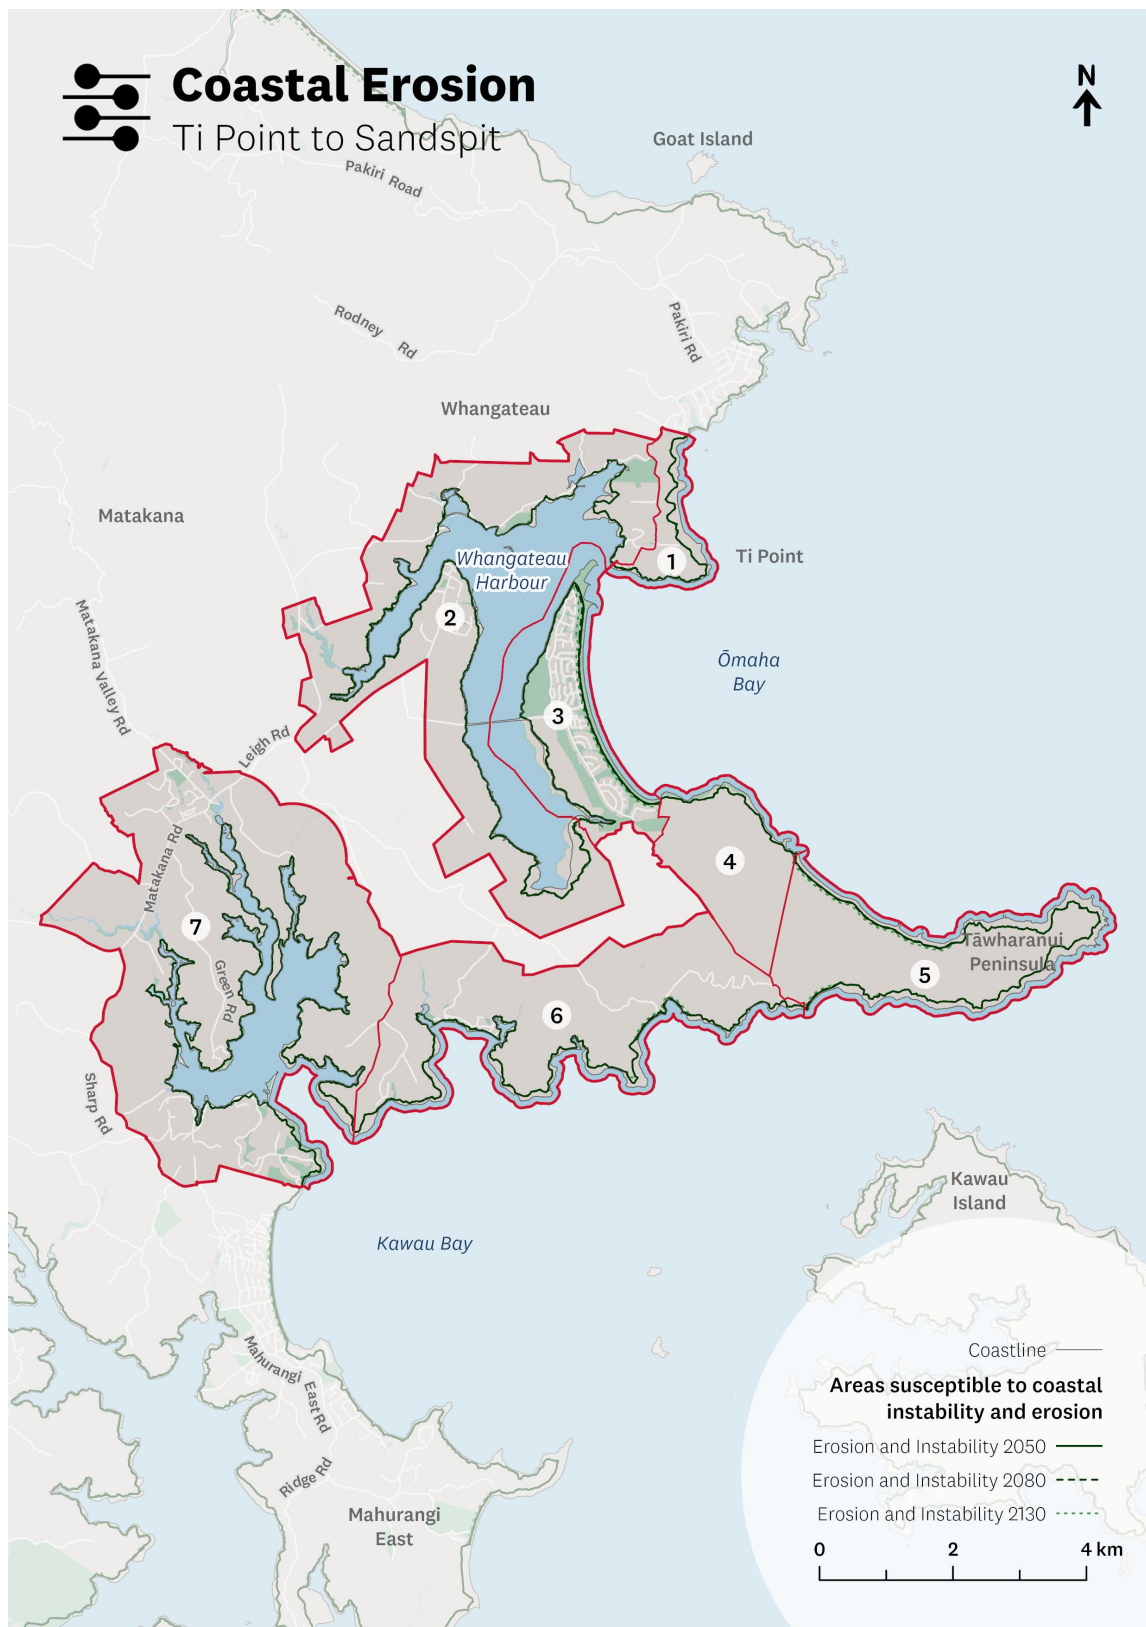 Coastal Erosion
Ti Point to Sandspit
N
Goat Island
Pakiri Road
Rodney Rd
Pakiri Rd
Whangateau
Matakana
Whangateau
Harbour
1
Ti Point
2
Matakana Valley Rd
Ōmaha
Bay
3
Leigh Rd
4
Matakana Rd
7
Tāwharanui
Peninsula
5
Green Rd
6
Sharp Rd
Kawau
Island
Kawau Bay
Mahurangi East Rd
Ridge Rd
Mahurangi
East
Coastline
Areas susceptible to coastal
instability and erosion
Erosion and Instability 2050
Erosion and Instability 2080
Erosion and Instability 2130
0 2 4 km